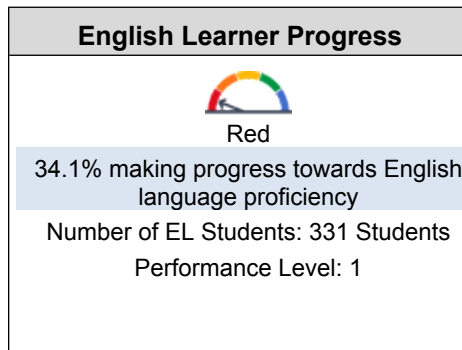 English Learner Progress
Red
34.1% making progress towards English
language proficiency
Number of EL Students: 331 Students
Performance Level: 1